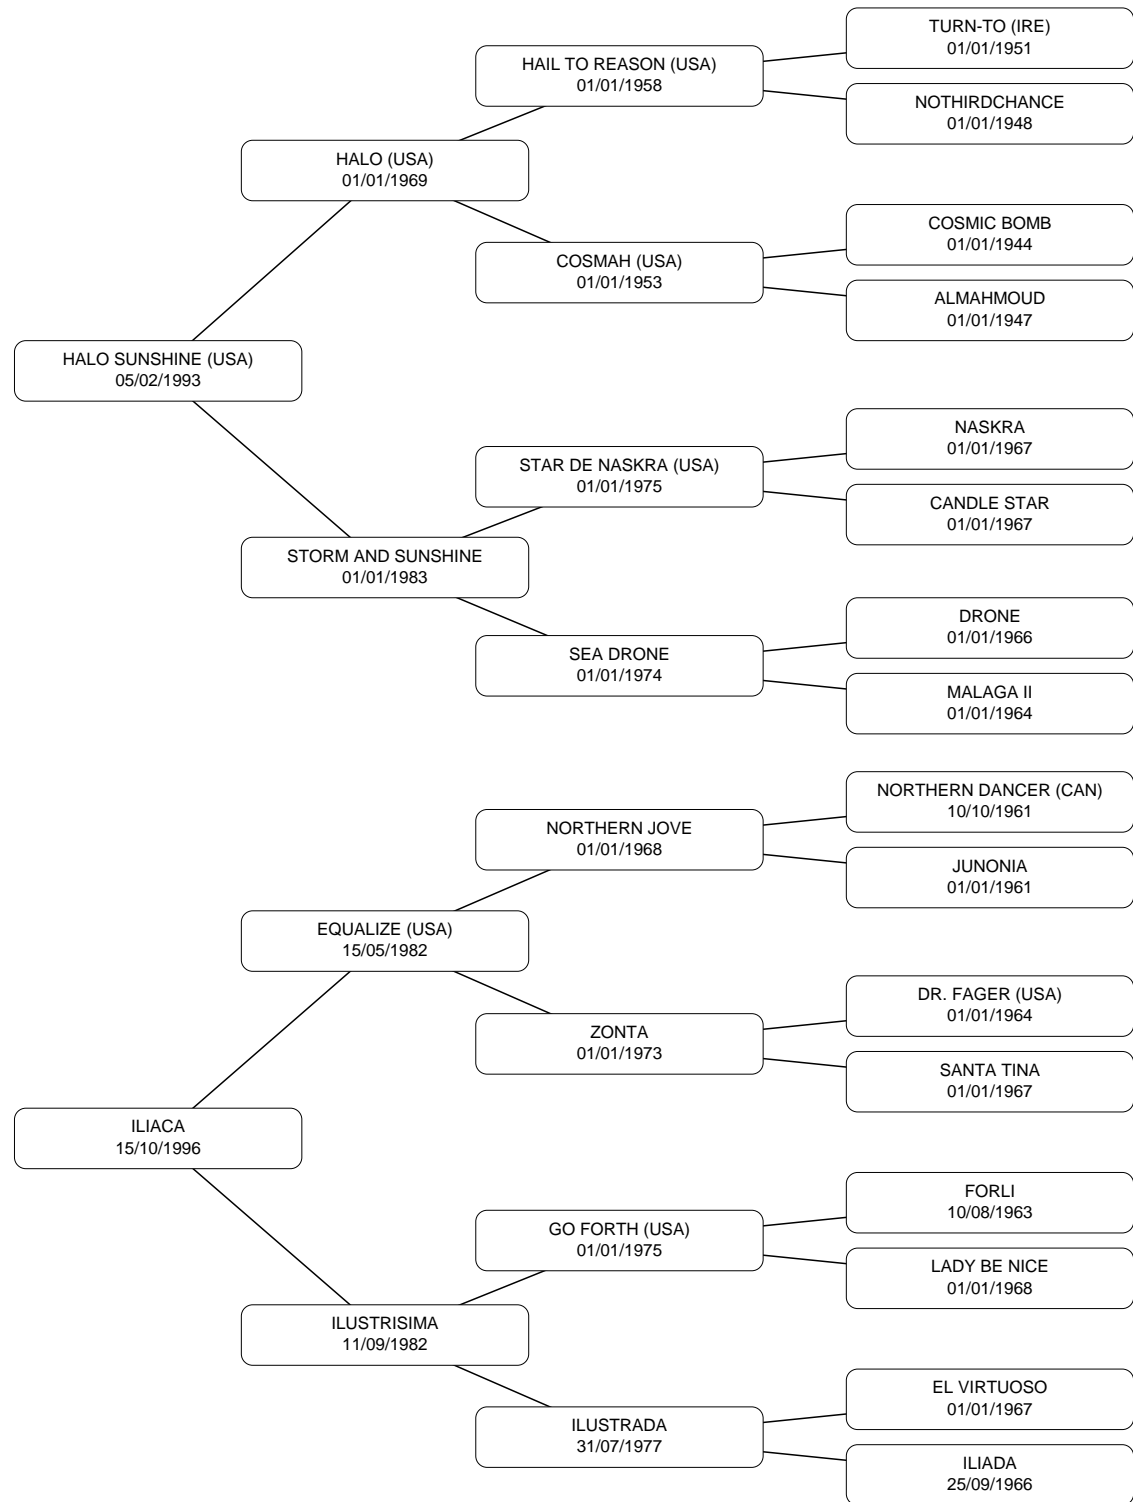 TURN-TO (IRE)
01/01/1951
HAIL TO REASON (USA)
01/01/1958
NOTHIRDCHANCE
01/01/1948
HALO (USA)
01/01/1969
COSMIC BOMB
01/01/1944
COSMAH (USA)
01/01/1953
ALMAHMOUD
01/01/1947
HALO SUNSHINE (USA)
05/02/1993
NASKRA
01/01/1967
STAR DE NASKRA (USA)
01/01/1975
CANDLE STAR
01/01/1967
STORM AND SUNSHINE
01/01/1983
DRONE
01/01/1966
SEA DRONE
01/01/1974
MALAGA II
01/01/1964
NORTHERN DANCER (CAN)
10/10/1961
NORTHERN JOVE
01/01/1968
JUNONIA
01/01/1961
EQUALIZE (USA)
15/05/1982
DR. FAGER (USA)
01/01/1964
ZONTA
01/01/1973
SANTA TINA
01/01/1967
ILIACA
15/10/1996
FORLI
10/08/1963
GO FORTH (USA)
01/01/1975
LADY BE NICE
01/01/1968
ILUSTRISIMA
11/09/1982
EL VIRTUOSO
01/01/1967
ILUSTRADA
31/07/1977
ILIADA
25/09/1966